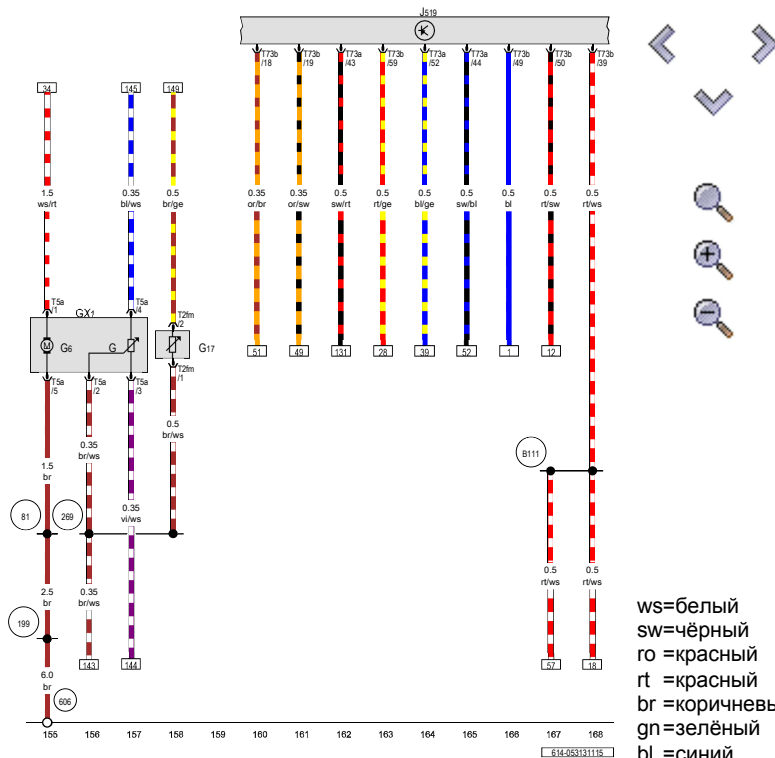 J519
T73b
/18
T73b
/19
T73a
/43
T73b
/59
T73a
/52
T73a
/44
T73b
/49
T73b
/50
T73b
/39
34
145
149
1.5
ws/rt
0.35
bl/ws
0.5
br/ge
0.35
or/br
0.35
or/sw
0.5
sw/rt
0.5
rt/ge
0.5
bl/ge
0.5
sw/bl
0.5
bl
0.5
rt/sw
0.5
rt/ws
T5a
/1
GX1
T5a
/4
T2fm
/2
M
G6
G
G17
51
49
131
28
39
52
1
12
T5a
/5
T5a
/2
T5a
/3
T2fm
/1
0.5
br/ws
0.35
br/ws
1.5
br
B111
0.35
vi/ws
81
269
2.5
br
0.35
br/ws
0.5
rt/ws
0.5
rt/ws
199
143
144
57
18
6.0
br
606
155 156 157 158 159 160 161 162 163 164 165 166 167 168
614-053131115
ws=белый
sw=чёрный
ro =красный
rt =красный
br =коричневы
gn=зелёный
bl =синий